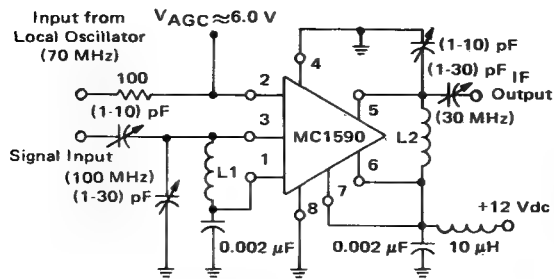 Input from
Local Oscillator
(70 MHz)
VAGC≈6.0 V
100
(1-10) pF
Signal Input
(100 MHz)
(1-30) pF
L1
0.002 μF
2
3
1
4
MC1590
5
6
7
8
(1-10) pF
(1-30) pF
IF
Output
(30 MHz)
L2
+12 Vdc
0.002 μF
10 μH